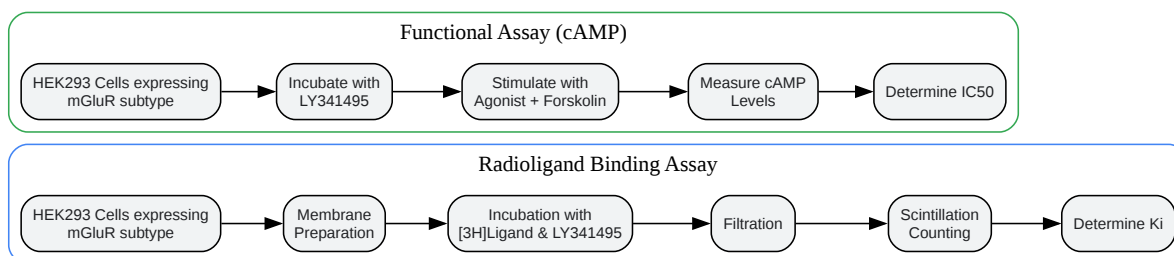 Functional Assay (cAMP)
HEK293 Cells expressing
mGluR subtype
Incubate with
LY341495
Stimulate with
Agonist + Forskolin
Measure cAMP
Levels
Determine IC50
Radioligand Binding Assay
HEK293 Cells expressing
mGluR subtype
Membrane
Preparation
Incubation with
[3H]Ligand & LY341495
Filtration
Scintillation
Counting
Determine Ki